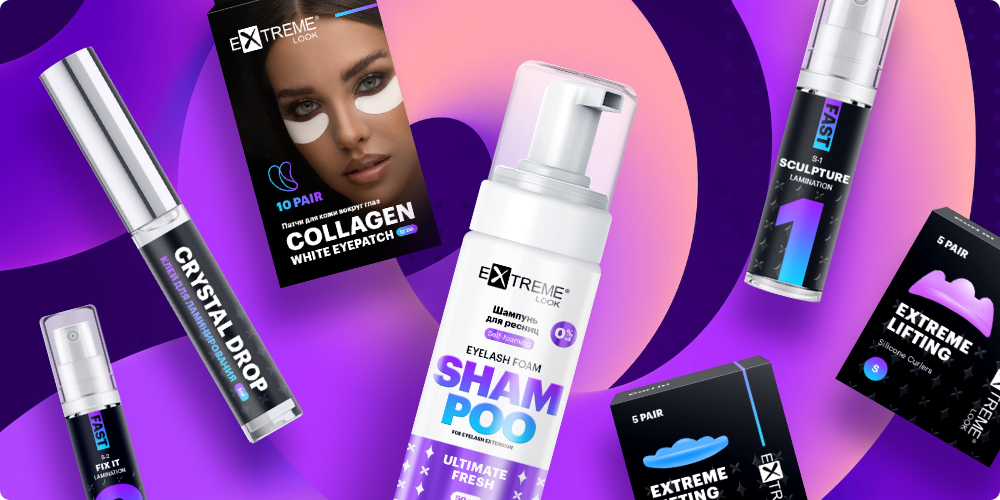 EXTREME®
LOOK
10 PAIR
Патчи для кожи вокруг глаз
COLLAGEN
WHITE EYEPATCH
CRYSTAL DROP
КЛЕЙ ДЛЯ ЛАМИНИРОВАНИЯ
FAST
S-2
FIX IT
LAMINATION
EXTREME®
LOOK
Шампунь
для ресниц
Self-foaming
0%
EYELASH FOAM
SHAM
POO
FOR EYELASH EXTENSION
ULTIMATE
FRESH
FAST
S-1
SCULPTURE
LAMINATION
1
5 PAIR
EXTREME
LIFTING
Silicone Curlers
S
EXTREME®
LOOK
5 PAIR
EXTREME
LIFTING
EXTRE